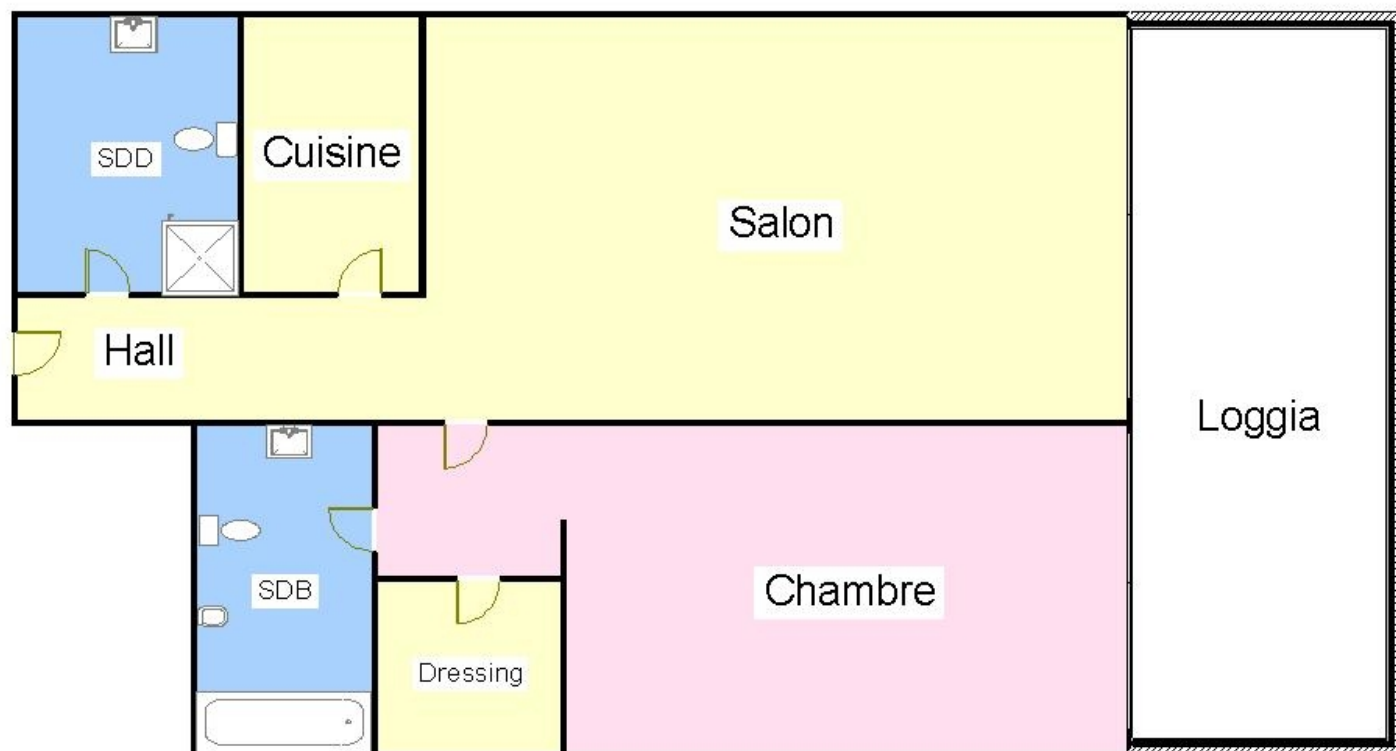 SDD
Cuisine
Salon
Hall
Loggia
SDB
Chambre
Dressing